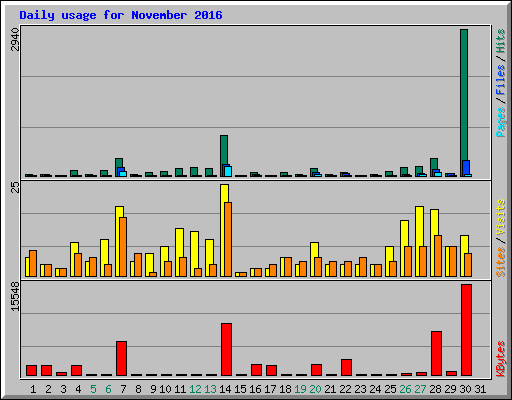 Daily usage for November 2016
2940
Pages / Files / Hits
25
Sites / Visits
15548
KBytes
1 2 3 4 5 6 7 8 9 10 11 12 13 14 15 16 17 18 19 20 21 22 23 24 25 26 27 28 29 30 31